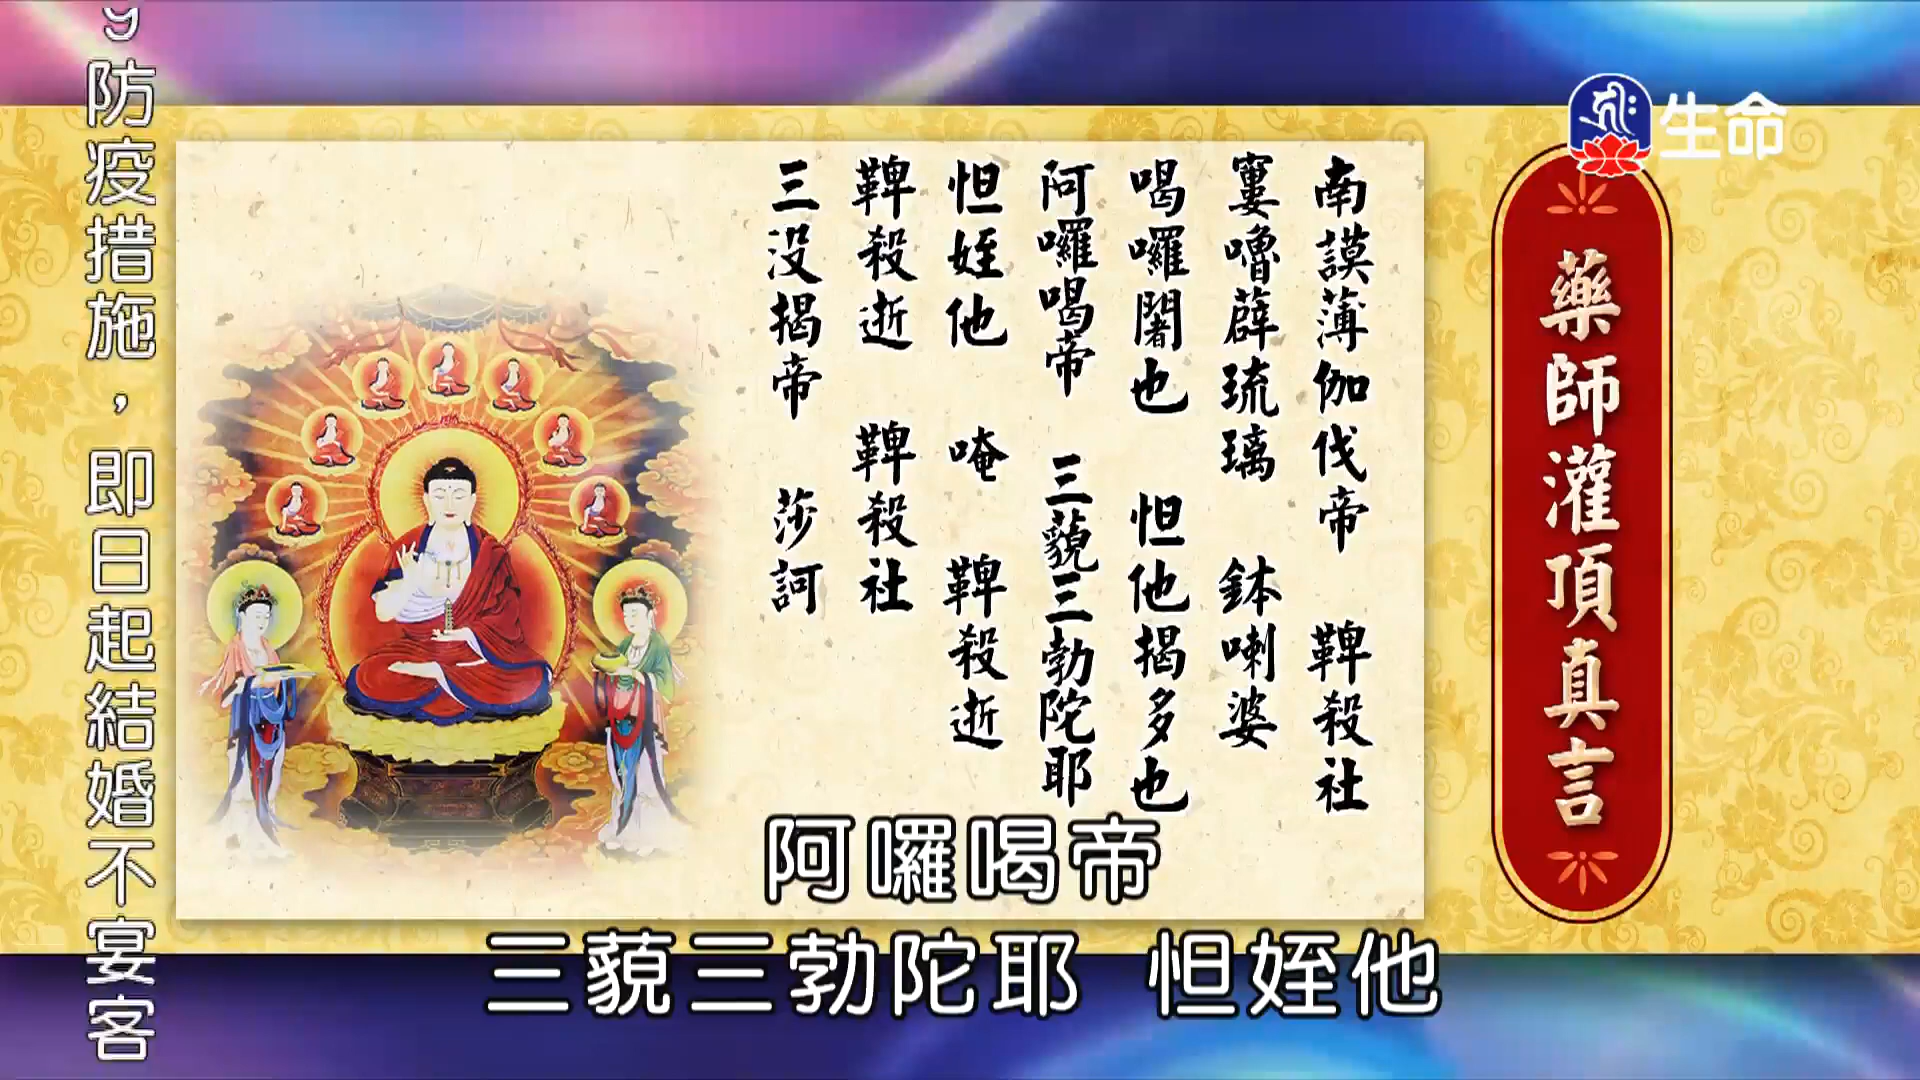 防疫措施，即日起結婚不宴客
生命
藥師灌頂真言
南謨薄伽伐帝　鞞殺社
窶嚕薜琉璃　鉢喇婆
喝囉闍也　怛他揭多也
阿囉喝帝　三藐三勃陀耶
怛姪他　唵　鞞殺逝
鞞殺逝　鞞殺社
三没揭帝　莎訶
阿囉喝帝
三藐三勃陀耶 怛姪他